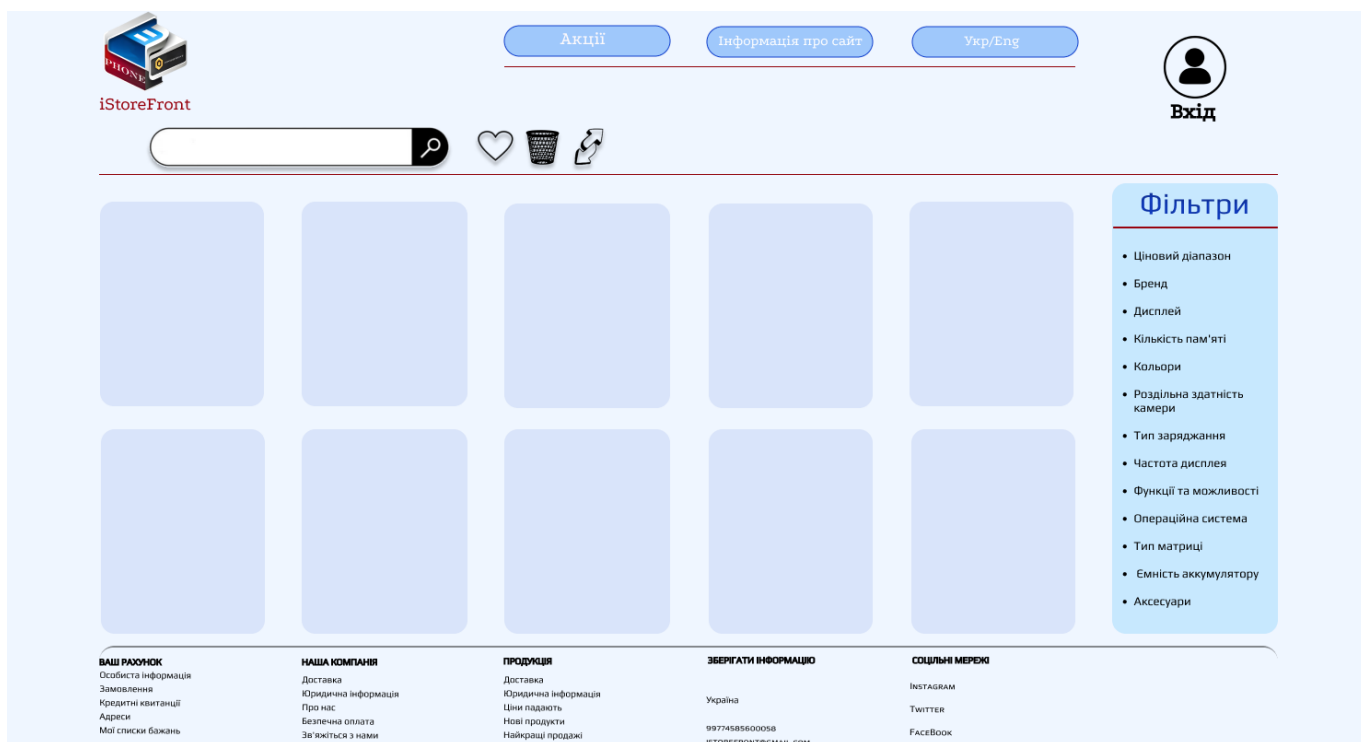 PHONE
iStoreFront
Акції
Інформація про сайт
Укр/Eng
Вхід
Фільтри
Ціновий діапазон
Бренд
Дисплей
Кількість пам'яті
Кольори
Роздільна здатність
камери
Тип заряджання
Частота дисплея
Функції та можливості
Операційна система
Тип матриці
Ємність аккумулятору
Аксесуари
ВАШ РАХУНОК
Особиста інформація
Замовлення
Кредитні квитанції
Адреси
Мої списки бажань
НАША КОМПАНІЯ
Доставка
Юридична інформація
Про нас
Безпечна оплата
Зв'яжіться з нами
ПРОДУКЦІЯ
Доставка
Юридична інформація
Ціни падають
Нові продукти
Найкращі продажі
ЗБЕРІГАТИ ІНФОРМАЦІЮ
Україна
99774585600058
ISTOREFRONT@GMAIL.COM
СОЦІЛЬНІ МЕРЕЖІ
Instagram
Twitter
FaceBook